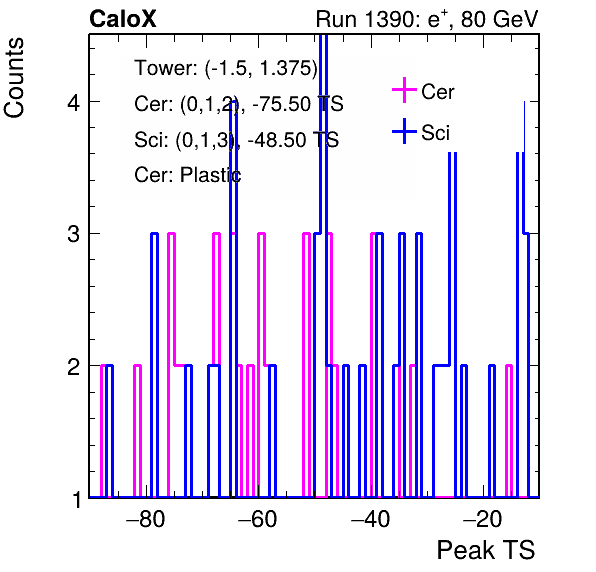 CaloX Run 1390: e⁺, 80 GeV
Counts
Tower: (-1.5, 1.375)
Cer: (0,1,2), -75.50 TS
Sci: (0,1,3), -48.50 TS
Cer: Plastic
Cer
Sci
4
3
2
1
−80 −60 −40 −20
Peak TS